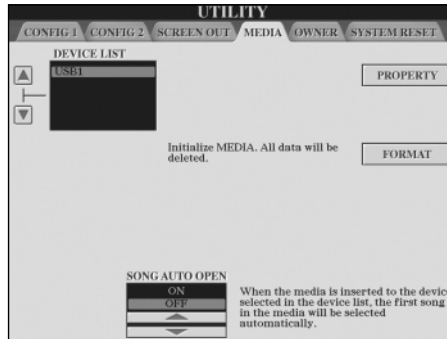 UTILITY
CONFIG 1 CONFIG 2 SCREEN OUT MEDIA OWNER SYSTEM RESET
DEVICE LIST
USB1
PROPERTY
Initialize MEDIA. All data will be
deleted.
FORMAT
SONG AUTO OPEN
ON
OFF
When the media is inserted to the device
selected in the device list, the first song
in the media will be selected
automatically.